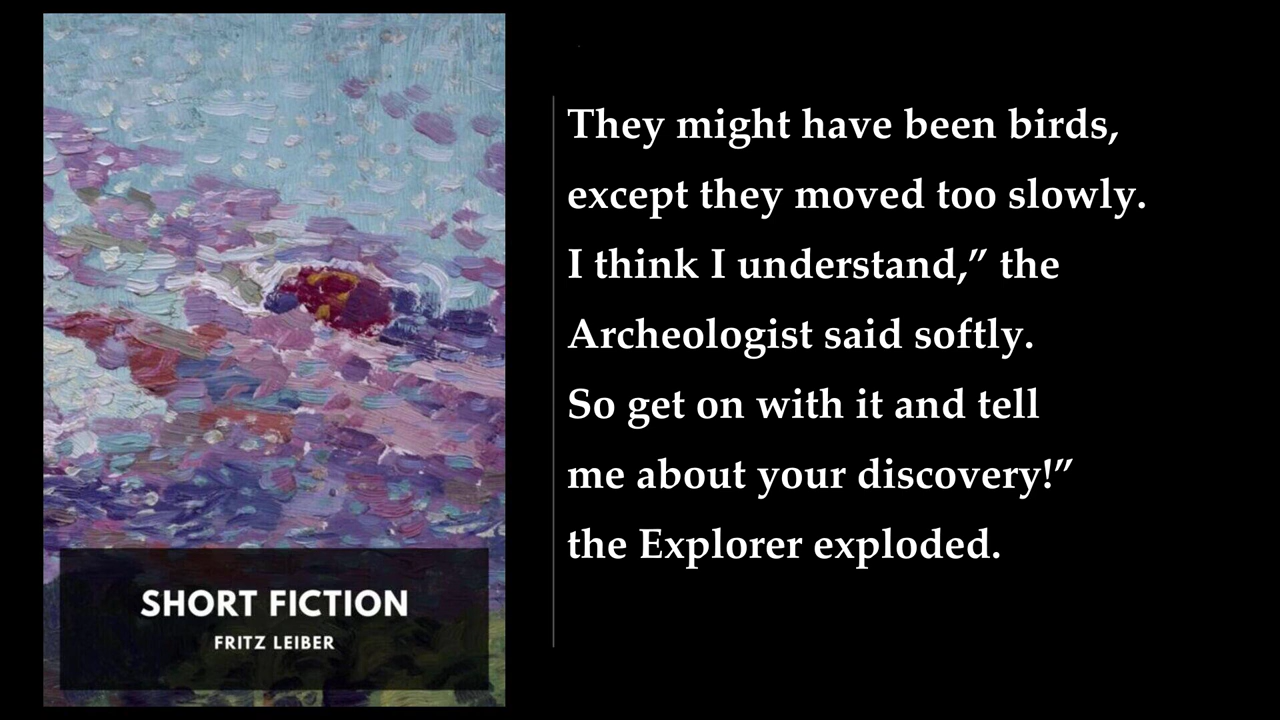 They might have been birds,
except they moved too slowly.
I think I understand,” the
Archeologist said softly.
So get on with it and tell
me about your discovery!”
the Explorer exploded.
SHORT FICTION
FRITZ LEIBER